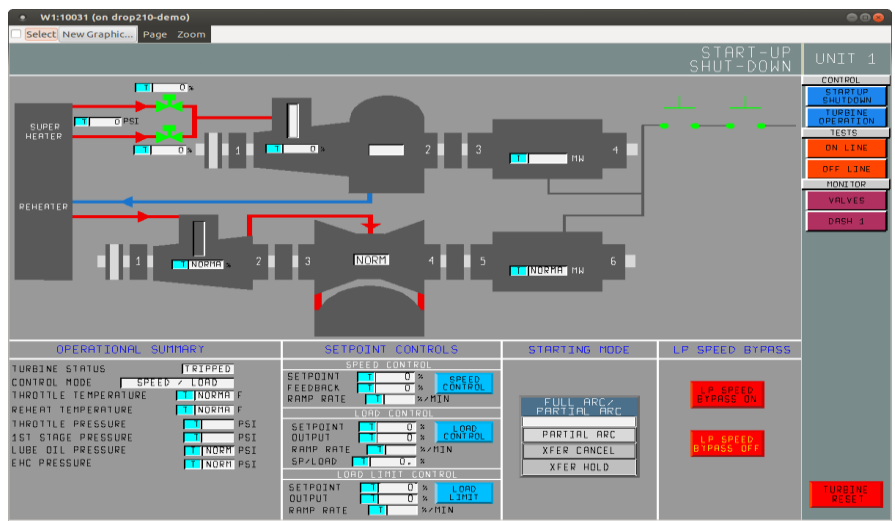 W1:10031 (on drop210-demo)
Select New Graphic... Page Zoom
START-UP
SHUT-DOWN
UNIT 1
CONTROL
STARTUP
SHUTDOWN
TURBINE
OPERATION
TESTS
ON LINE
OFF LINE
MONITOR
VALVES
DASH 1
T 0 %
SUPER
HEATER
T 0 PSI
T 0 %
1
T 0 %
2
3
T MW
4
REHEATER
1
T NORMA %
2
3
NORM
4
5
T NORMA MW
6
OPERATIONAL SUMMARY
TURBINE STATUS TRIPPED
CONTROL MODE SPEED / LOAD
THROTTLE TEMPERATURE T NORMA F
REHEAT TEMPERATURE T NORMA F
THROTTLE PRESSURE T PSI
1ST STAGE PRESSURE T PSI
LUBE OIL PRESSURE T NORM PSI
EHC PRESSURE T NORM PSI
SETPOINT CONTROLS
SPEED CONTROL
SETPOINT T 0 %
FEEDBACK T 0 %
RAMP RATE T %/MIN
SPEED
CONTROL
LOAD CONTROL
SETPOINT T 0 %
OUTPUT T 0 %
RAMP RATE T %/MIN
SP/LOAD T 0. %
LOAD
CONTROL
LOAD LIMIT CONTROL
SETPOINT T 0 %
OUTPUT T 0 %
RAMP RATE T %/MIN
LOAD
LIMIT
STARTING MODE
FULL ARC/
PARTIAL ARC
PARTIAL ARC
XFER CANCEL
XFER HOLD
LP SPEED BYPASS
LP SPEED
BYPASS ON
LP SPEED
BYPASS OFF
TURBINE
RESET